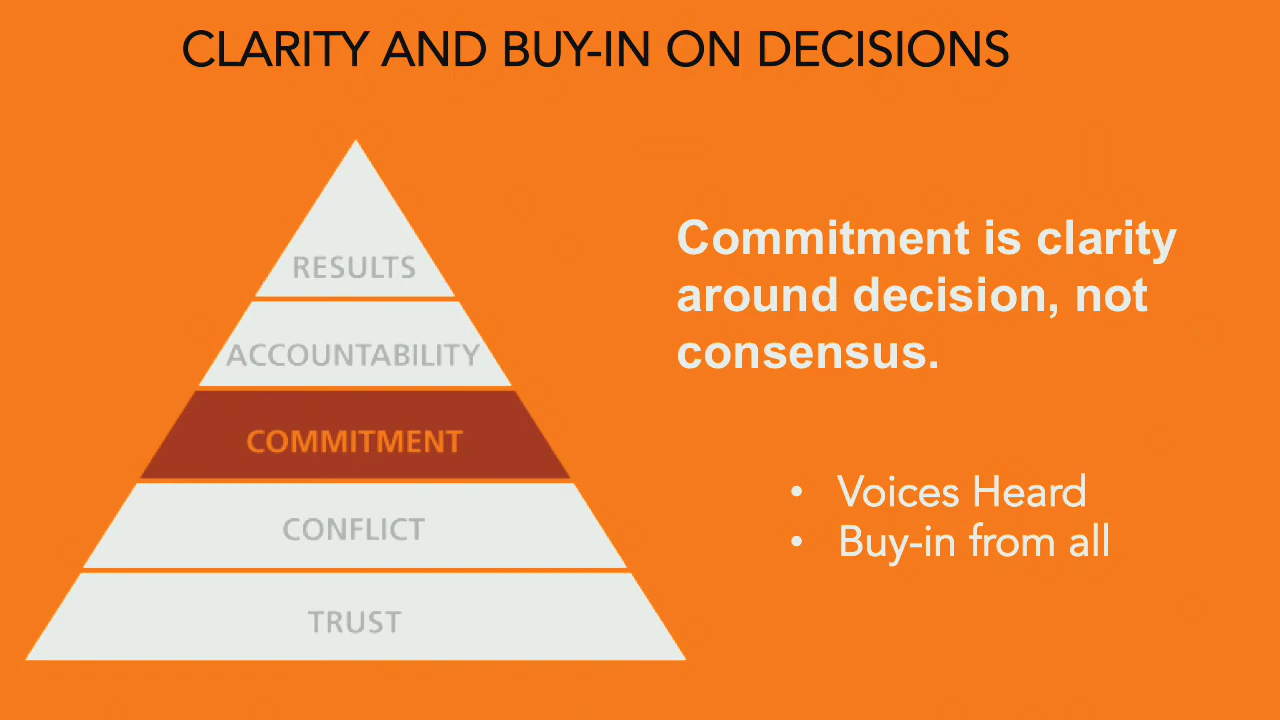 CLARITY AND BUY-IN ON DECISIONS
RESULTS
ACCOUNTABILITY
COMMITMENT
CONFLICT
TRUST
Commitment is clarity
around decision, not
consensus.
• Voices Heard
• Buy-in from all